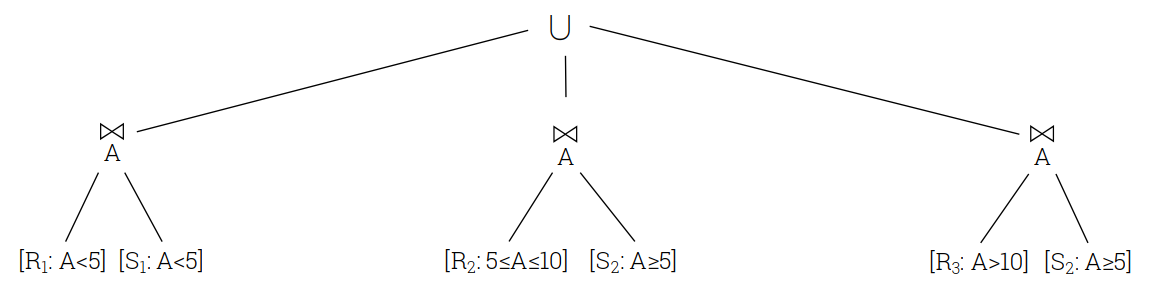 ∪
⋈ ⋈ ⋈
A A A
[R₁: A<5] [S₁: A<5] [R₂: 5≤A≤10] [S₂: A≥5] [R₃: A>10] [S₂: A≥5]